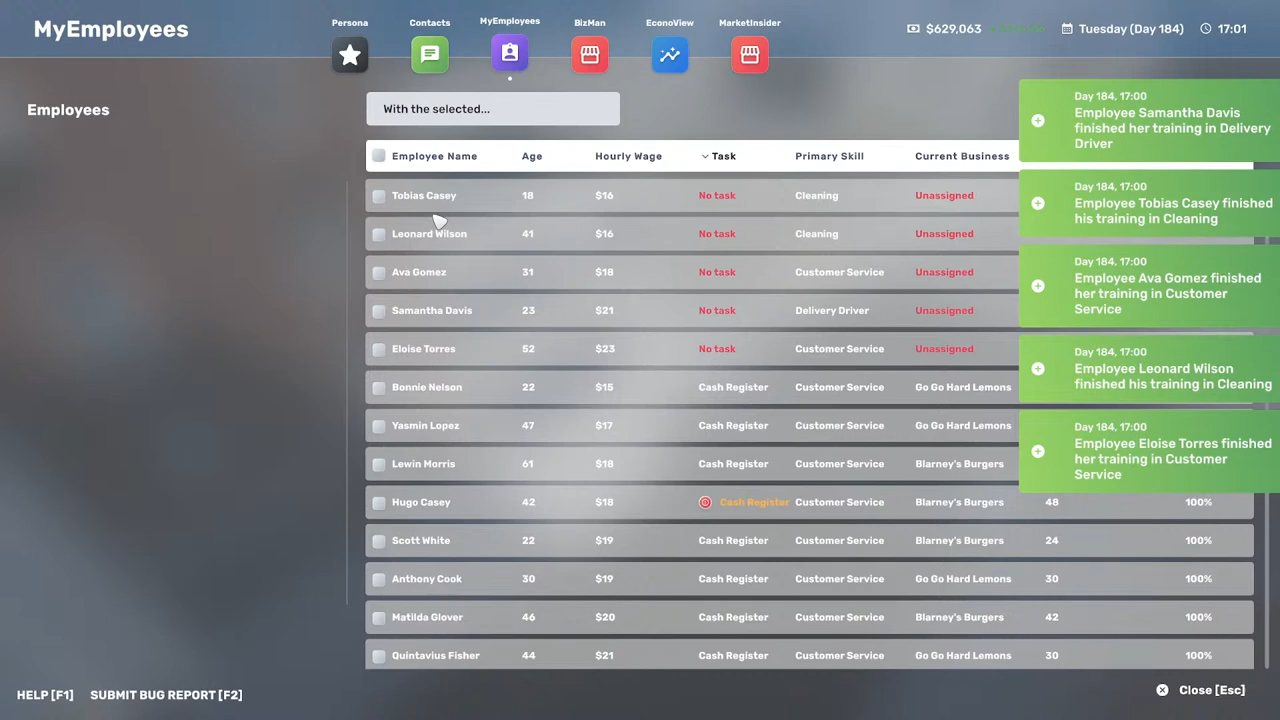 MyEmployees
Persona
Contacts
MyEmployees
BizMan
EconoView
MarketInsider
$629,063
Tuesday (Day 184)
17:01
Employees
With the selected...
Employee Name Age Hourly Wage Task Primary Skill Current Business
Tobias Casey 18 $16 No task Cleaning Unassigned
Leonard Wilson 41 $16 No task Cleaning Unassigned
Ava Gomez 31 $18 No task Customer Service Unassigned
Samantha Davis 23 $21 No task Delivery Driver Unassigned
Eloise Torres 52 $23 No task Customer Service Unassigned
Bonnie Nelson 22 $15 Cash Register Customer Service Go Go Hard Lemons
Yasmin Lopez 47 $17 Cash Register Customer Service Go Go Hard Lemons
Lewin Morris 61 $18 Cash Register Customer Service Blarney's Burgers
Hugo Casey 42 $18 Cash Register Customer Service Blarney's Burgers 48 100%
Scott White 22 $19 Cash Register Customer Service Blarney's Burgers 24 100%
Anthony Cook 30 $19 Cash Register Customer Service Go Go Hard Lemons 30 100%
Matilda Glover 46 $20 Cash Register Customer Service Blarney's Burgers 42 100%
Quintavius Fisher 44 $21 Cash Register Customer Service Go Go Hard Lemons 30 100%
Day 184, 17:00
Employee Samantha Davis
finished her training in Delivery
Driver
Day 184, 17:00
Employee Tobias Casey finished
his training in Cleaning
Day 184, 17:00
Employee Ava Gomez finished
her training in Customer
Service
Day 184, 17:00
Employee Leonard Wilson
finished his training in Cleaning
Day 184, 17:00
Employee Eloise Torres finished
her training in Customer
Service
HELP [F1] SUBMIT BUG REPORT [F2]
Close [Esc]